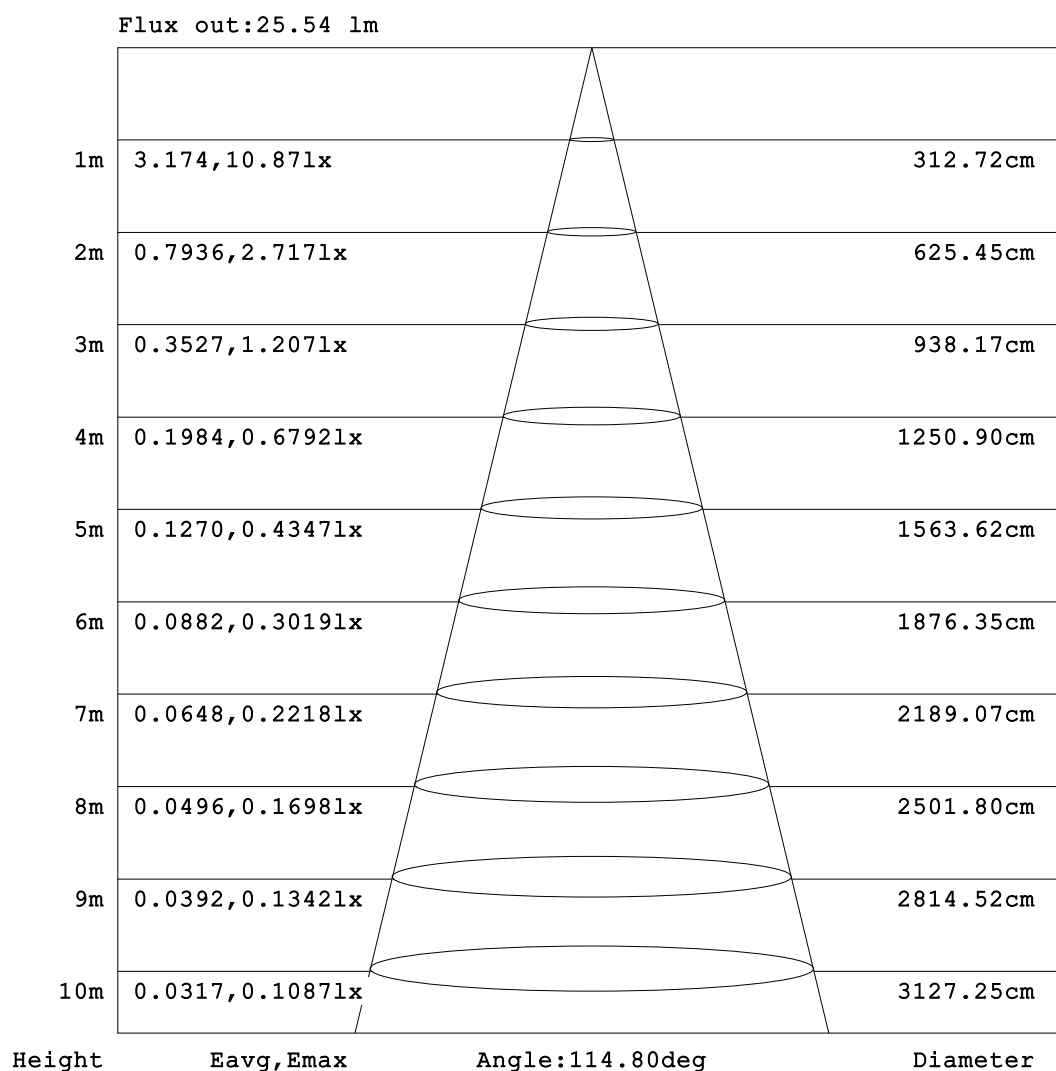 Flux out:25.54 lm
1m 3.174,10.87lx 312.72cm
2m 0.7936,2.717lx 625.45cm
3m 0.3527,1.207lx 938.17cm
4m 0.1984,0.6792lx 1250.90cm
5m 0.1270,0.4347lx 1563.62cm
6m 0.0882,0.3019lx 1876.35cm
7m 0.0648,0.2218lx 2189.07cm
8m 0.0496,0.1698lx 2501.80cm
9m 0.0392,0.1342lx 2814.52cm
10m 0.0317,0.1087lx 3127.25cm
Height Eavg,Emax Angle:114.80deg Diameter